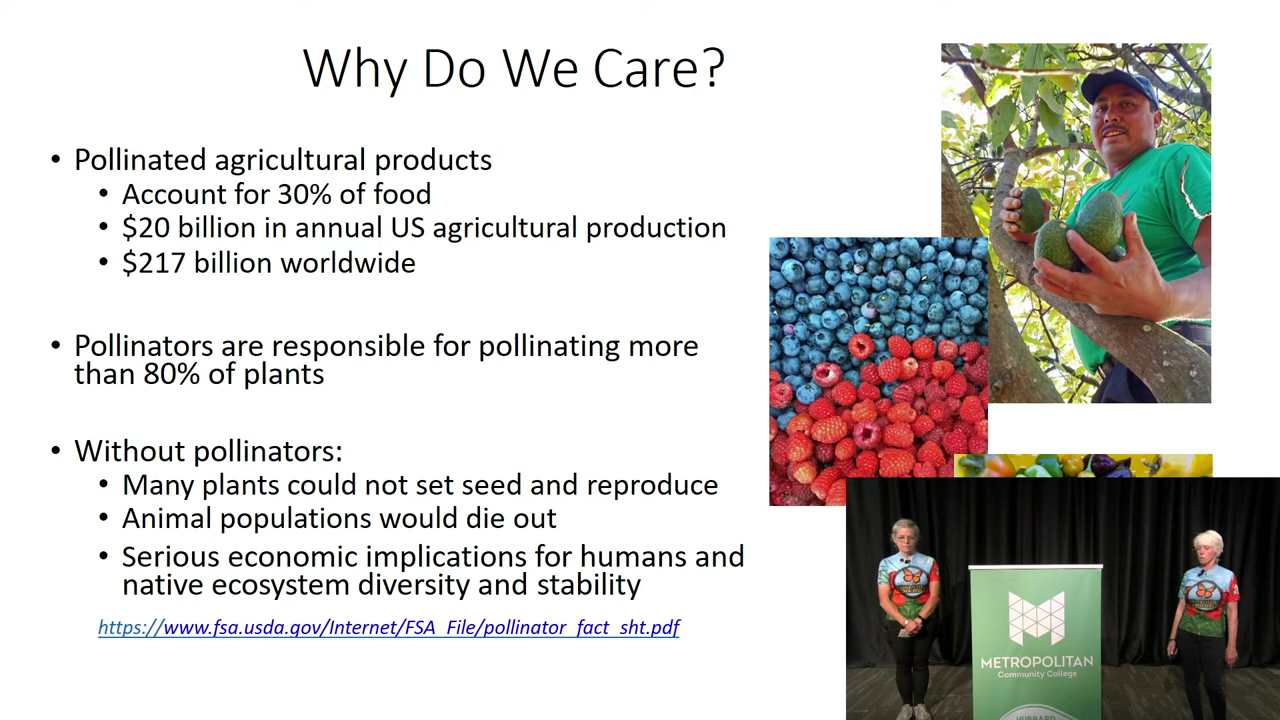 Why Do We Care?
• Pollinated agricultural products
• Account for 30% of food
• $20 billion in annual US agricultural production
• $217 billion worldwide
• Pollinators are responsible for pollinating more
than 80% of plants
• Without pollinators:
• Many plants could not set seed and reproduce
• Animal populations would die out
• Serious economic implications for humans and
native ecosystem diversity and stability
https://www.fsa.usda.gov/Internet/FSA_File/pollinator_fact_sht.pdf
METROPOLITAN
Community College
HUBBARD